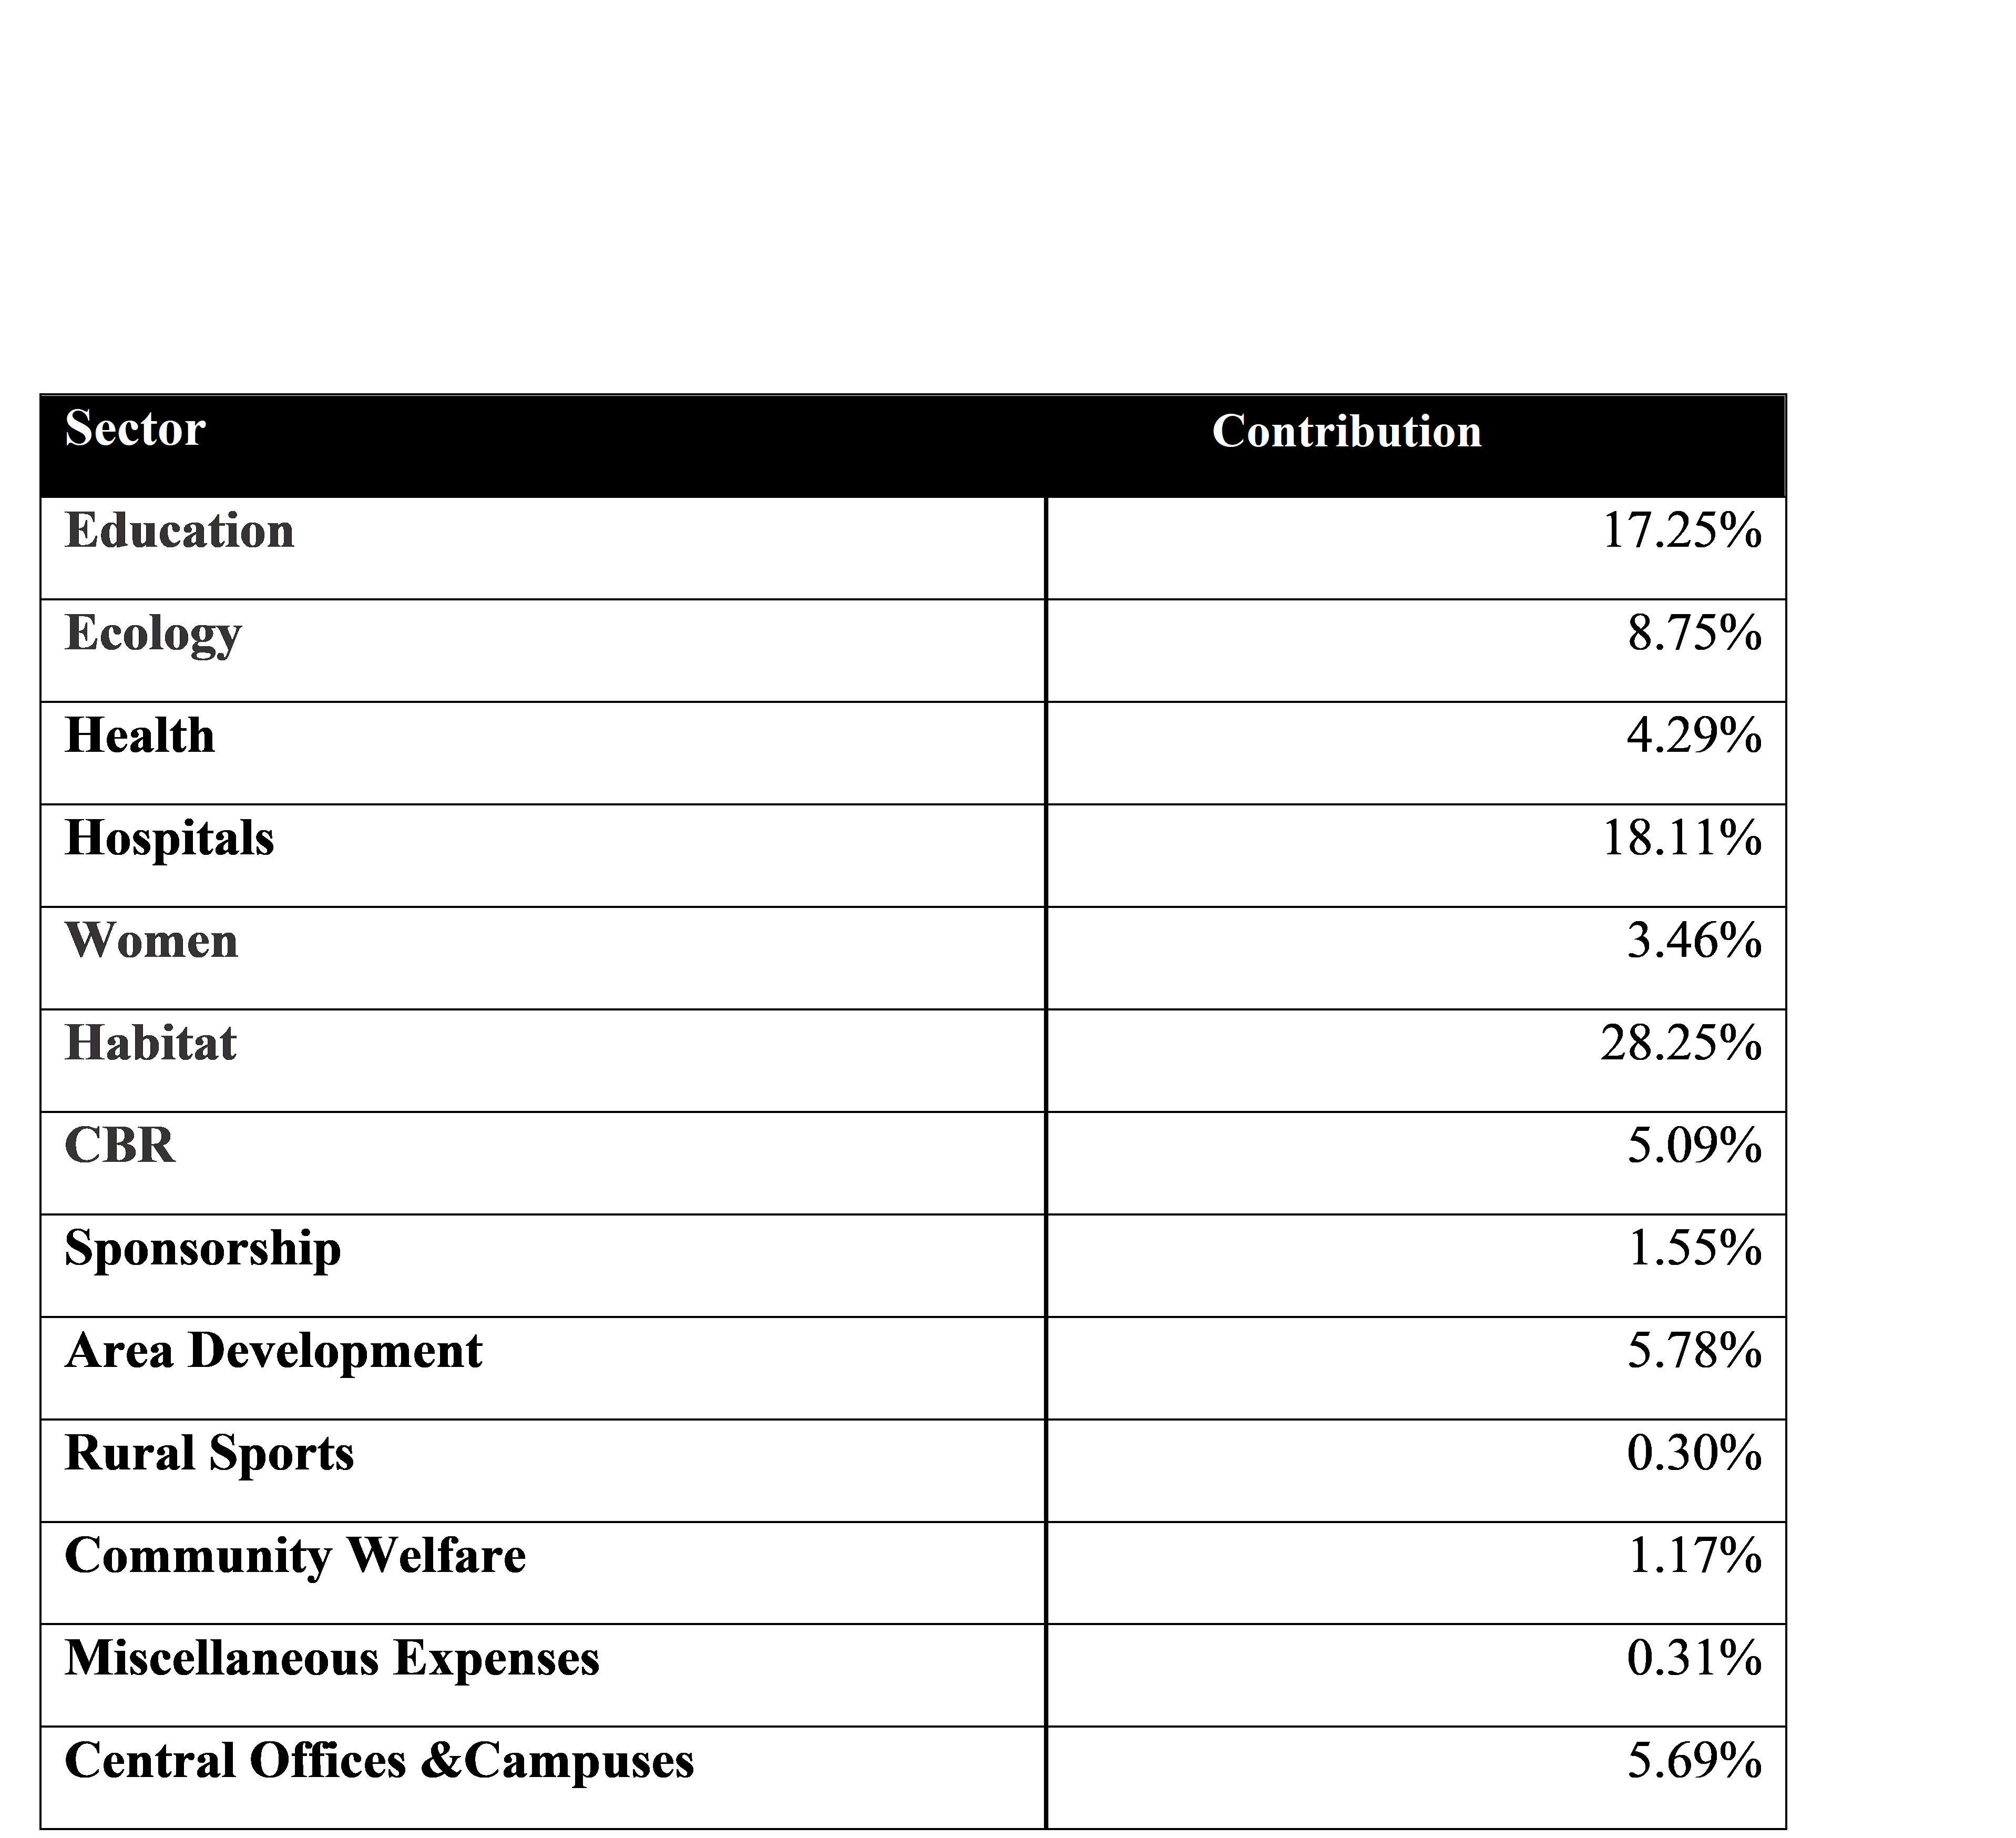 Sector Contribution
Education 17.25%
Ecology 8.75%
Health 4.29%
Hospitals 18.11%
Women 3.46%
Habitat 28.25%
CBR 5.09%
Sponsorship 1.55%
Area Development 5.78%
Rural Sports 0.30%
Community Welfare 1.17%
Miscellaneous Expenses 0.31%
Central Offices &Campuses 5.69%